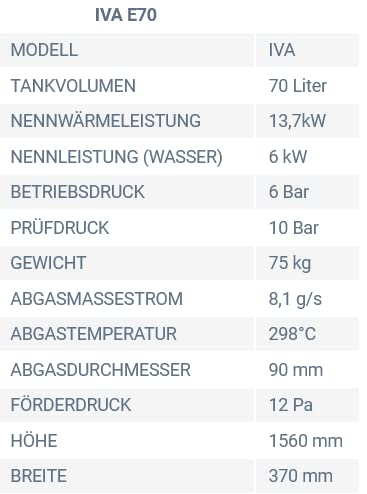 IVA E70
MODELL IVA
TANKVOLUMEN 70 Liter
NENNWÄRMELEISTUNG 13,7kW
NENNLEISTUNG (WASSER) 6 kW
BETRIEBSDRUCK 6 Bar
PRÜFDRUCK 10 Bar
GEWICHT 75 kg
ABGASMASSESTROM 8,1 g/s
ABGASTEMPERATUR 298°C
ABGASDURCHMESSER 90 mm
FÖRDERDRUCK 12 Pa
HÖHE 1560 mm
BREITE 370 mm